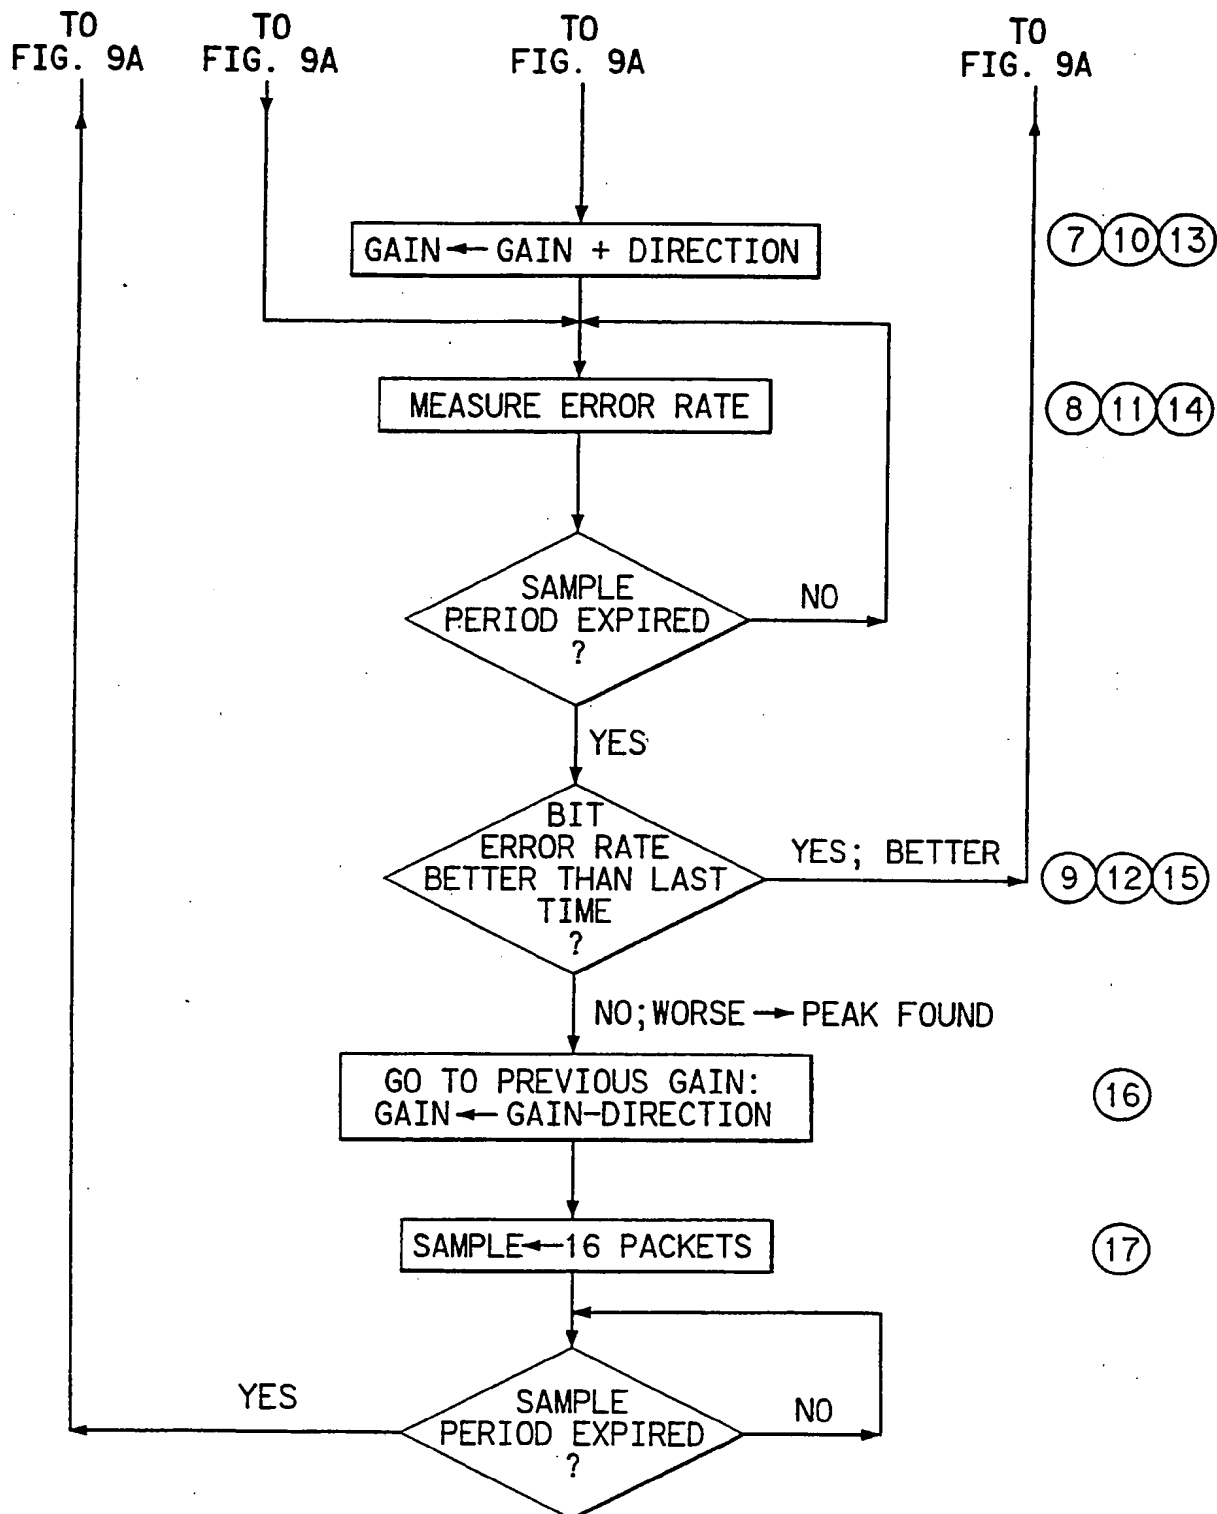 TO
FIG. 9A
TO
FIG. 9A
TO
FIG. 9A
TO
FIG. 9A
GAIN ← GAIN + DIRECTION
7 10 13
MEASURE ERROR RATE
8 11 14
SAMPLE
PERIOD EXPIRED
?
NO
YES
BIT
ERROR RATE
BETTER THAN LAST
TIME
?
YES; BETTER
9 12 15
NO;WORSE → PEAK FOUND
GO TO PREVIOUS GAIN:
GAIN ← GAIN-DIRECTION
16
SAMPLE ← 16 PACKETS
17
YES
SAMPLE
PERIOD EXPIRED
?
NO